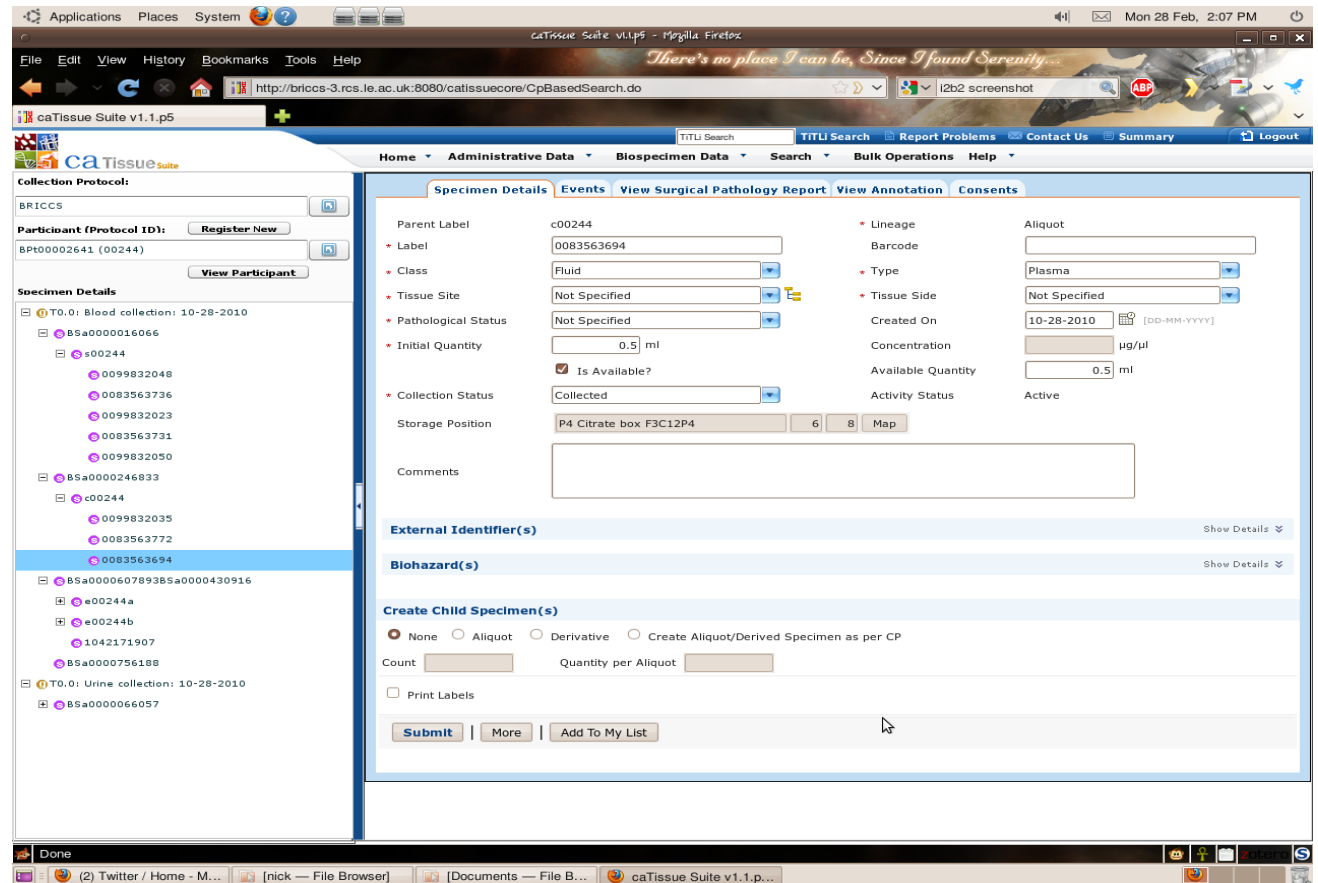 Applications Places System Mon 28 Feb, 2:07 PM
caTissue Suite v1.1.p5 - Mozilla Firefox
File Edit View History Bookmarks Tools Help
There's no place I can be, Since I found Serenity...
http://briccs-3.rcs.le.ac.uk:8080/catissuecore/CpBasedSearch.do i2b2 screenshot ABP
caTissue Suite v1.1.p5
TiTLi Search TiTLi Search Report Problems Contact Us Summary Logout
ca Tissue Suite
Home Administrative Data Biospecimen Data Search Bulk Operations Help
Collection Protocol:
BRICCS
Participant (Protocol ID): Register New
BPt00002641 (00244)
View Participant
Specimen Details
T0.0: Blood collection: 10-28-2010
BSa0000016066
s00244
0099832048
0083563736
0099832023
0083563731
0099832050
BSa0000246833
c00244
0099832035
0083563772
0083563694
BSa0000607893BSa0000430916
e00244a
e00244b
1042171907
BSa0000756188
T0.0: Urine collection: 10-28-2010
BSa0000066057
Specimen Details Events View Surgical Pathology Report View Annotation Consents
Parent Label c00244 * Lineage Aliquot
* Label 0083563694 Barcode
* Class Fluid * Type Plasma
* Tissue Site Not Specified * Tissue Side Not Specified
* Pathological Status Not Specified Created On 10-28-2010 [DD-MM-YYYY]
* Initial Quantity 0.5 ml Concentration µg/µl
Is Available? Available Quantity 0.5 ml
* Collection Status Collected Activity Status Active
Storage Position P4 Citrate box F3C12P4 6 8 Map
Comments
External Identifier(s) Show Details
Biohazard(s) Show Details
Create Child Specimen(s)
None Aliquot Derivative Create Aliquot/Derived Specimen as per CP
Count Quantity per Aliquot
Print Labels
Submit | More | Add To My List
Done zotero S
(2) Twitter / Home - M... [nick — File Browser] [Documents — File B... caTissue Suite v1.1.p...